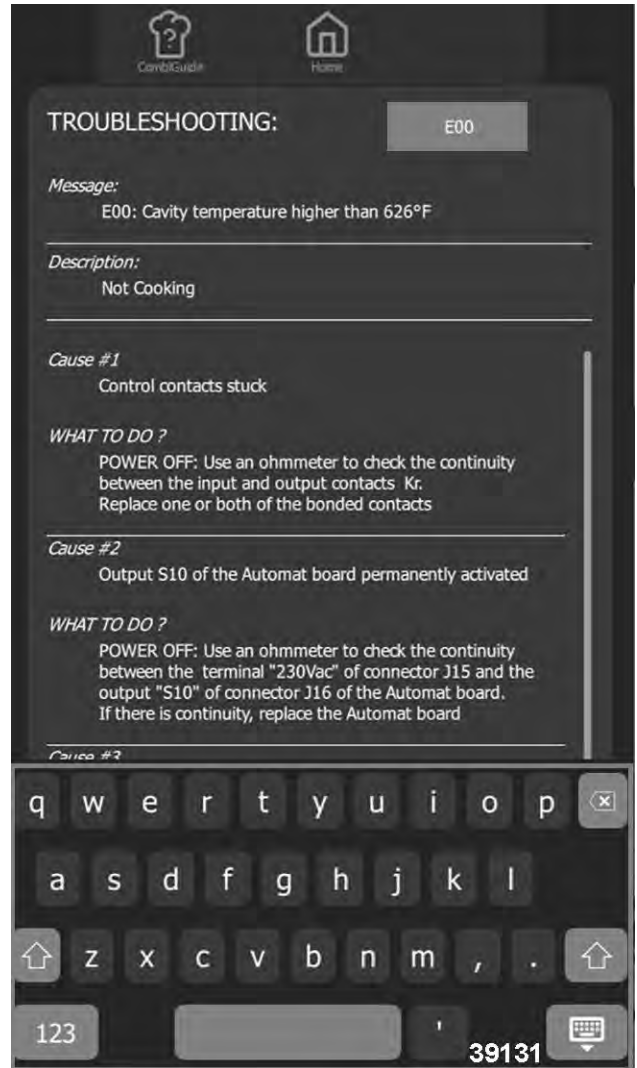 CombiGuide
Home
TROUBLESHOOTING:
E00
Message:
E00: Cavity temperature higher than 626°F
Description:
Not Cooking
Cause #1
Control contacts stuck
WHAT TO DO ?
POWER OFF: Use an ohmmeter to check the continuity
between the input and output contacts Kr.
Replace one or both of the bonded contacts
Cause #2
Output S10 of the Automat board permanently activated
WHAT TO DO ?
POWER OFF: Use an ohmmeter to check the continuity
between the terminal "230Vac" of connector J15 and the
output "S10" of connector J16 of the Automat board.
If there is continuity, replace the Automat board
Cause #3
q w e r t y u i o p
a s d f g h j k l
z x c v b n m , .
123 '
39131